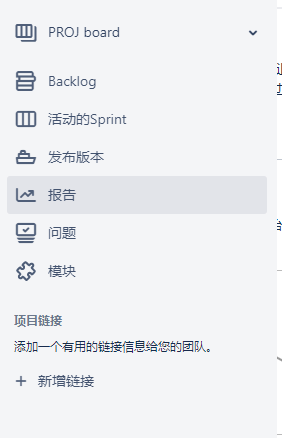 PROJ board
Backlog
活动的Sprint
发布版本
报告
问题
模块
项目链接
添加一个有用的链接信息给您的团队。
新增链接